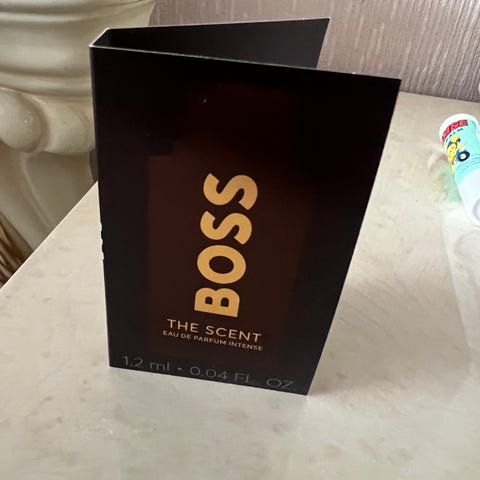 BOSS
THE SCENT
EAU DE PARFUM INTENSE
1.2 ml • 0.04 FL. OZ.